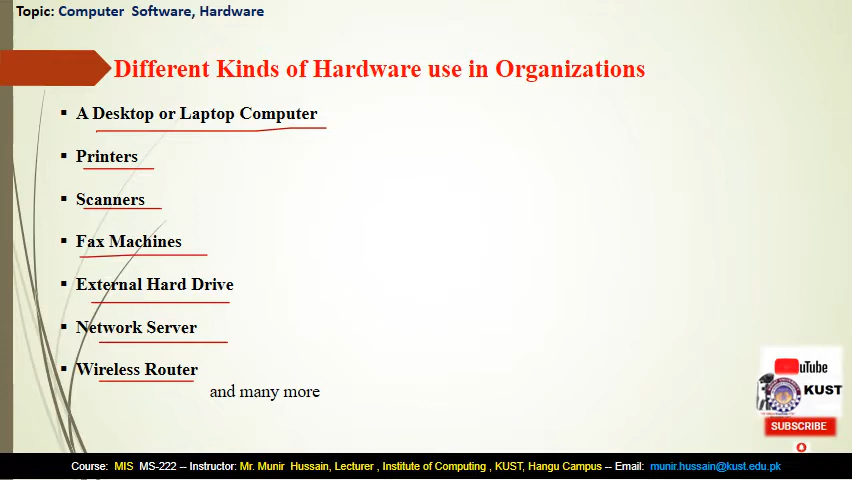 Topic: Computer Software, Hardware
Different Kinds of Hardware use in Organizations
▪ A Desktop or Laptop Computer
▪ Printers
▪ Scanners
▪ Fax Machines
▪ External Hard Drive
▪ Network Server
▪ Wireless Router
and many more
uTube
KUST
SUBSCRIBE
Course: MIS MS-222 -- Instructor: Mr. Munir Hussain, Lecturer , Institute of Computing , KUST, Hangu Campus -- Email: munir.hussain@kust.edu.pk